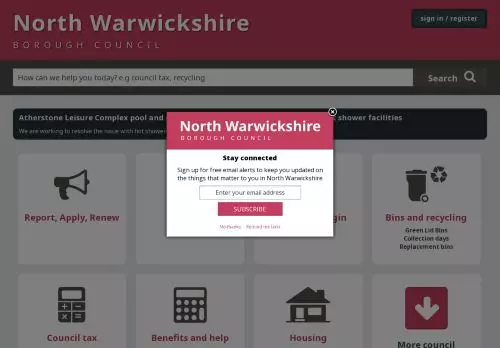 North Warwickshire
BOROUGH COUNCIL
sign in / register
How can we help you today? e.g council tax, recycling
Search
Atherstone Leisure Complex pool and
shower facilities
We are working to resolve the issue with hot shower
North Warwickshire
BOROUGH COUNCIL
Stay connected
Sign up for free email alerts to keep you updated on
the things that matter to you in North Warwickshire
Enter your email address
SUBSCRIBE
No thanks Remind me later
Report, Apply, Renew
Bins and recycling
Green Lid Bins
Collection days
Replacement bins
Council tax
Benefits and help
Housing
More council